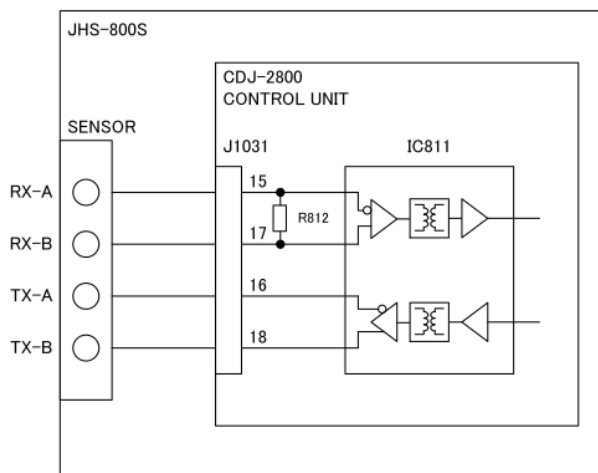 JHS-800S
CDJ-2800
CONTROL UNIT
SENSOR
J1031
IC811
RX-A
15
R812
RX-B
17
TX-A
16
TX-B
18